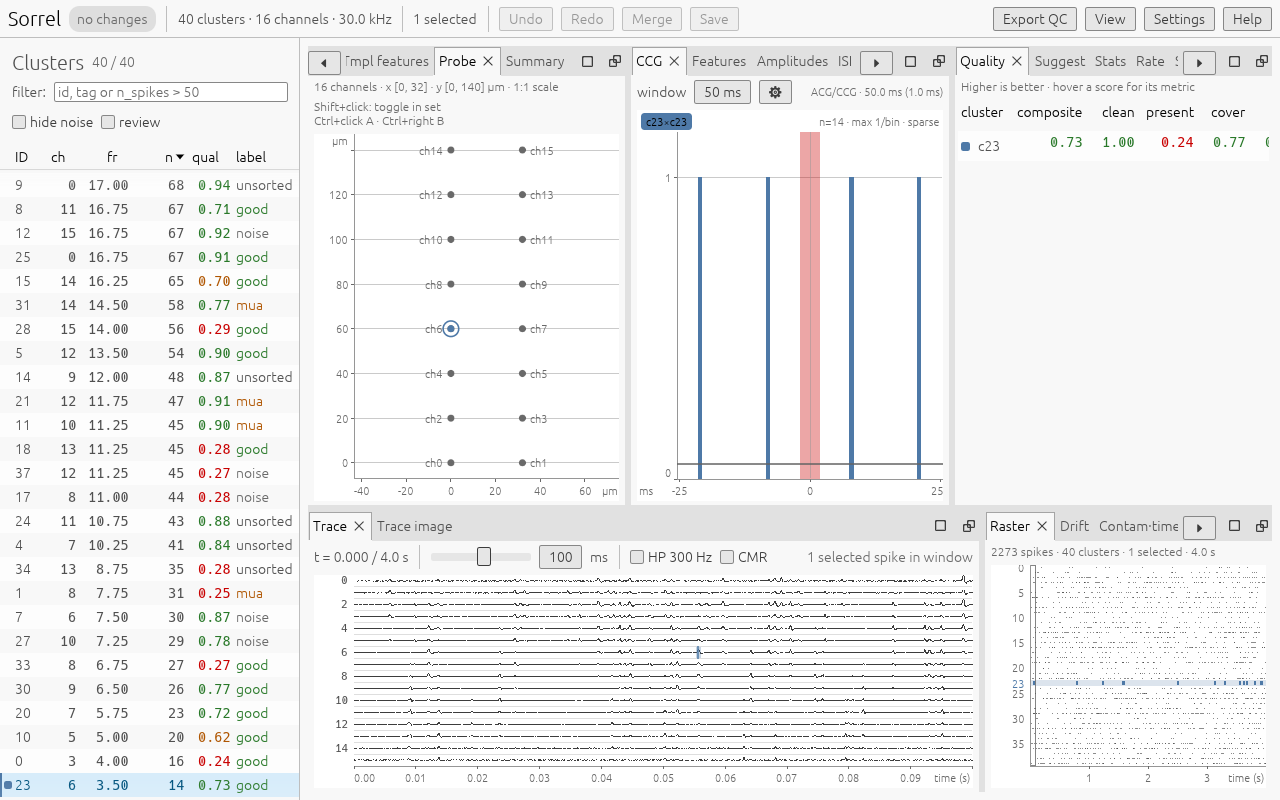 Sorrel no changes 40 clusters · 16 channels · 30.0 kHz 1 selected Undo Redo Merge Save Export QC View Settings Help
Clusters 40 / 40
filter: id, tag or n_spikes > 50
hide noise review
ID ch fr n qual label
9 0 17.00 68 0.94 unsorted
8 11 16.75 67 0.71 good
12 15 16.75 67 0.92 noise
25 0 16.75 67 0.91 good
15 14 16.25 65 0.70 good
31 14 14.50 58 0.77 mua
28 15 14.00 56 0.29 good
5 12 13.50 54 0.90 good
14 9 12.00 48 0.87 unsorted
21 12 11.75 47 0.91 mua
11 10 11.25 45 0.90 mua
18 13 11.25 45 0.28 good
37 12 11.25 45 0.27 noise
17 8 11.00 44 0.28 noise
24 11 10.75 43 0.88 unsorted
4 7 10.25 41 0.84 unsorted
34 13 8.75 35 0.28 unsorted
1 8 7.75 31 0.25 mua
7 6 7.50 30 0.87 noise
27 10 7.25 29 0.78 noise
33 8 6.75 27 0.27 good
30 9 6.50 26 0.77 good
20 7 5.75 23 0.72 good
10 5 5.00 20 0.62 good
0 3 4.00 16 0.24 good
23 6 3.50 14 0.73 good
features Probe Summary
16 channels · x [0, 32] · y [0, 140] µm · 1:1 scale
Shift+click: toggle in set
Ctrl+click A · Ctrl+right B
µm
ch14 ch15
120 ch12 ch13
100 ch10 ch11
80 ch8 ch9
60 ch6 ch7
40 ch4 ch5
20 ch2 ch3
0 ch0 ch1
-40 -20 0 20 40 60 µm
CCG Features Amplitudes ISI
window 50 ms ACG/CCG · 50.0 ms (1.0 ms)
c23×c23 n=14 · max 1/bin · sparse
1
0
ms -25 0 25
Quality Suggest Stats Rate
Higher is better · hover a score for its metric
cluster composite clean present cover
c23 0.73 1.00 0.24 0.77
Trace Trace image
t = 0.000 / 4.0 s 100 ms HP 300 Hz CMR 1 selected spike in window
0
2
4
6
8
10
12
14
0.00 0.01 0.02 0.03 0.04 0.05 0.06 0.07 0.08 0.09 time (s)
Raster Drift Contam-time
2273 spikes · 40 clusters · 1 selected · 4.0 s
0
5
10
15
20
23
25
30
35
1 2 3 time (s)